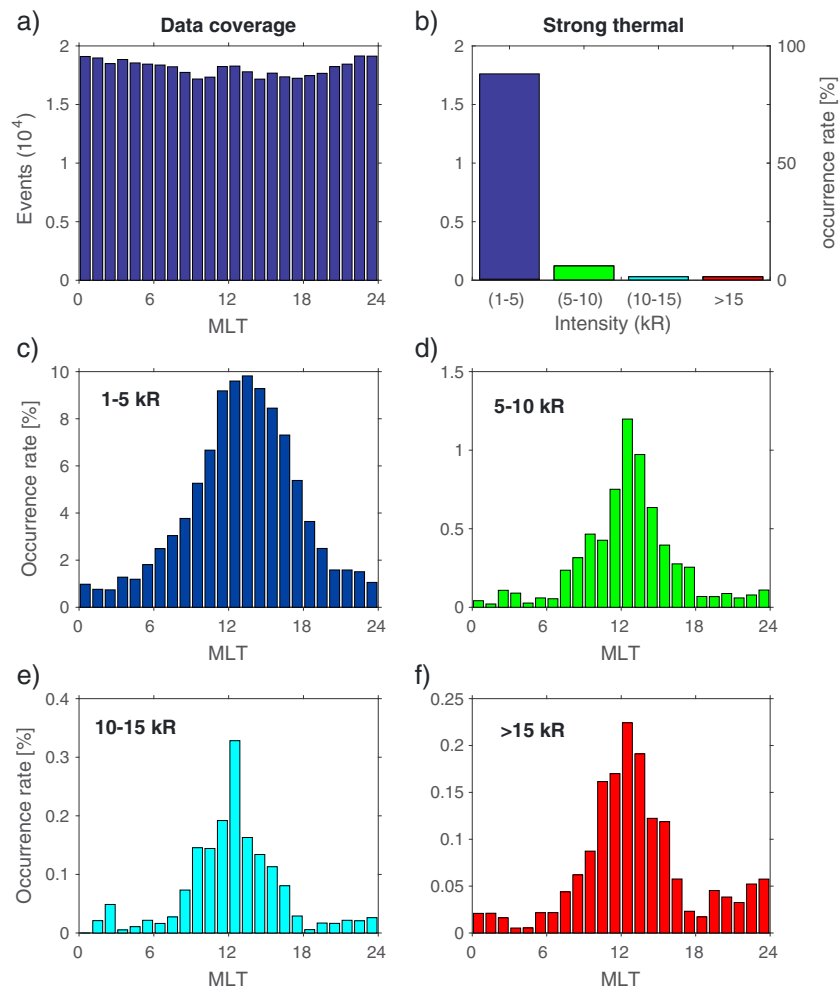 a) Data coverage
2
1.5
1
0.5
0
Events (10^4)
0 6 12 18 24
MLT
b) Strong thermal
2 100
1.5
1 50
0.5
0 0
occurrence rate [%]
(1-5) (5-10) (10-15) >15
Intensity (kR)
c)
1-5 kR
10
8
6
4
2
0
Occurrence rate [%]
0 6 12 18 24
MLT
d)
5-10 kR
1.5
1
0.5
0
0 6 12 18 24
MLT
e)
10-15 kR
0.4
0.3
0.2
0.1
0
Occurrence rate [%]
0 6 12 18 24
MLT
f)
>15 kR
0.25
0.2
0.15
0.1
0.05
0
0 6 12 18 24
MLT